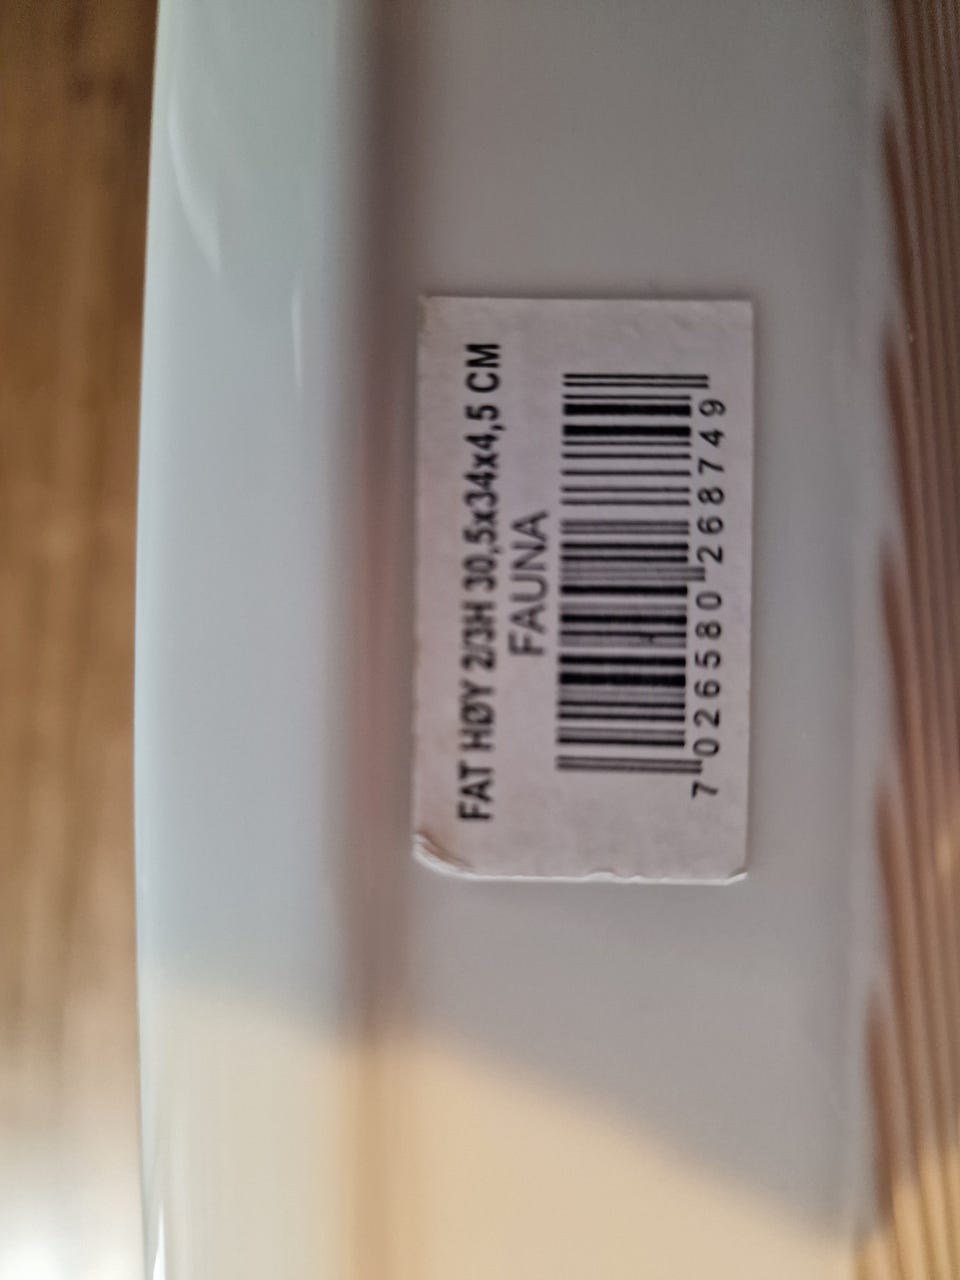 FAT HØY 2/3H 30,5x34x4,5 CM
FAUNA
7 026580 268749